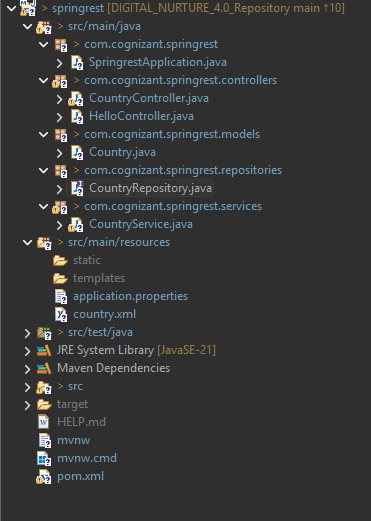 > springrest [DIGITAL_NURTURE_4.0_Repository main ↑10]
> src/main/java
> com.cognizant.springrest
> SpringrestApplication.java
> com.cognizant.springrest.controllers
> CountryController.java
> HelloController.java
> com.cognizant.springrest.models
> Country.java
> com.cognizant.springrest.repositories
> CountryRepository.java
> com.cognizant.springrest.services
> CountryService.java
> src/main/resources
static
templates
application.properties
country.xml
> src/test/java
> JRE System Library [JavaSE-21]
> Maven Dependencies
> src
> target
HELP.md
mvnw
mvnw.cmd
pom.xml